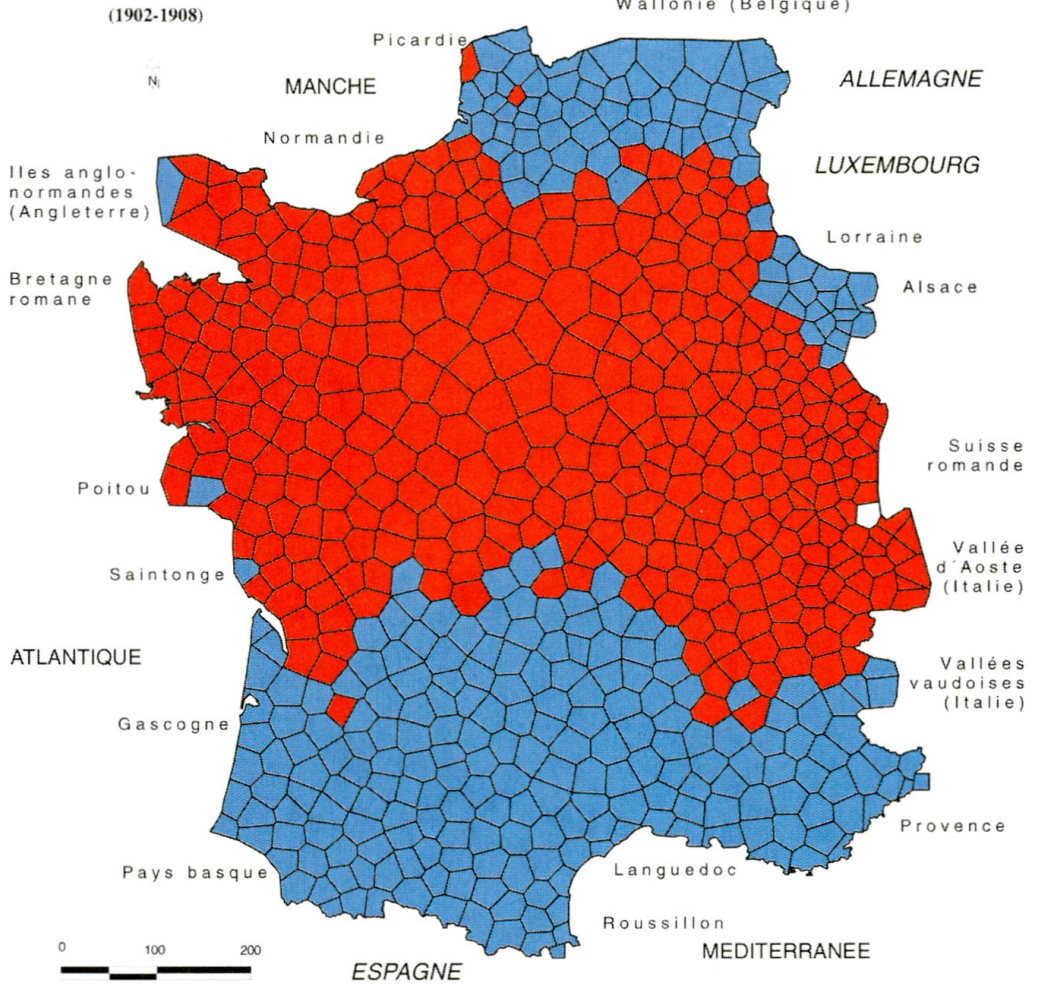 Wallonie (Belgique)
(1902-1908)
Picardie
N
MANCHE
ALLEMAGNE
Normandie
Iles anglo-
normandes
(Angleterre)
LUXEMBOURG
Lorraine
Bretagne
romane
Alsace
Suisse
romande
Poitou
Vallée
d'Aoste
(Italie)
Saintonge
ATLANTIQUE
Vallées
vaudoises
(Italie)
Gascogne
Provence
Pays basque
Languedoc
Roussillon
MEDITERRANEE
0 100 200
ESPAGNE